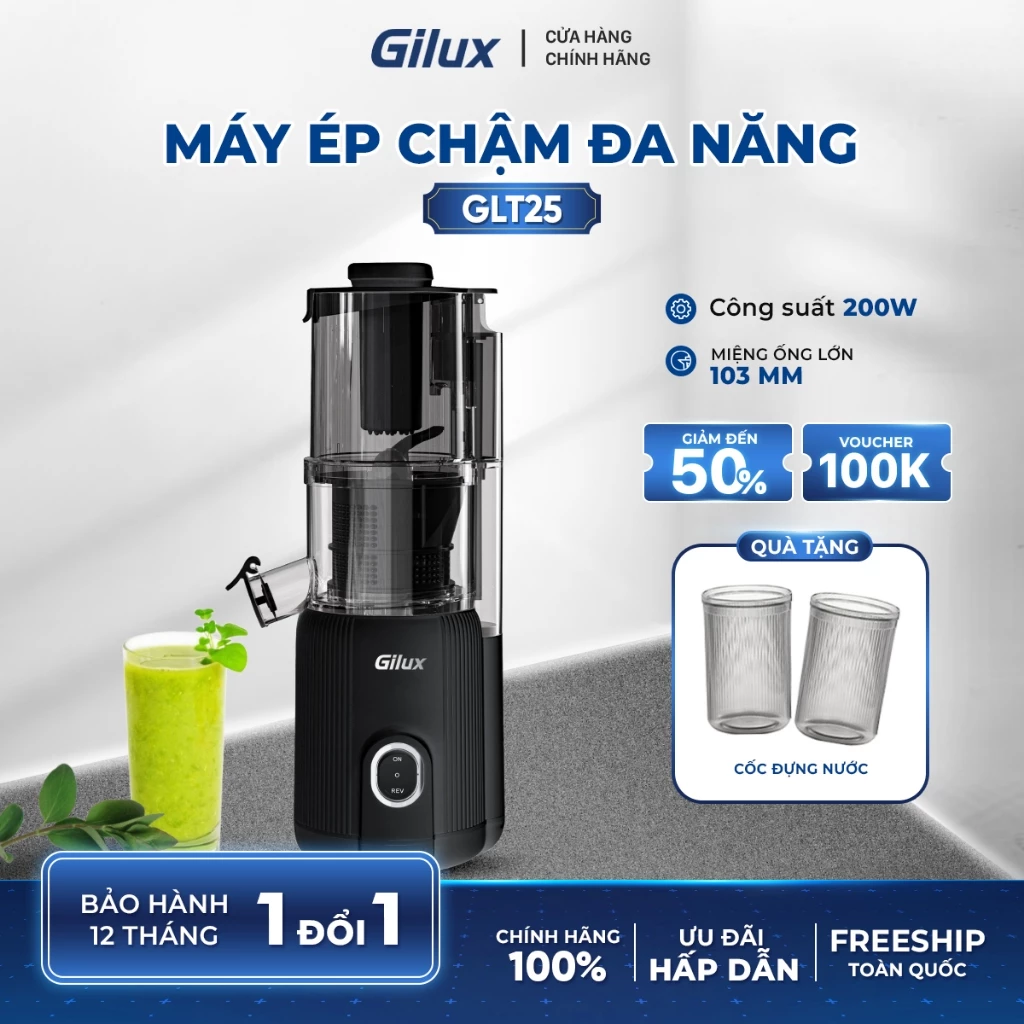 Gilux
CỬA HÀNG
CHÍNH HÃNG
MÁY ÉP CHẬM ĐA NĂNG
GLT25
Công suất 200W
MIỆNG ỐNG LỚN
103 MM
GIẢM ĐẾN
50%
VOUCHER
100K
QUÀ TẶNG
CỐC ĐỰNG NƯỚC
Gilux
ON
O
REV
BẢO HÀNH
12 THÁNG
1 ĐỔI 1
CHÍNH HÃNG
100%
ƯU ĐÃI
HẤP DẪN
FREESHIP
TOÀN QUỐC